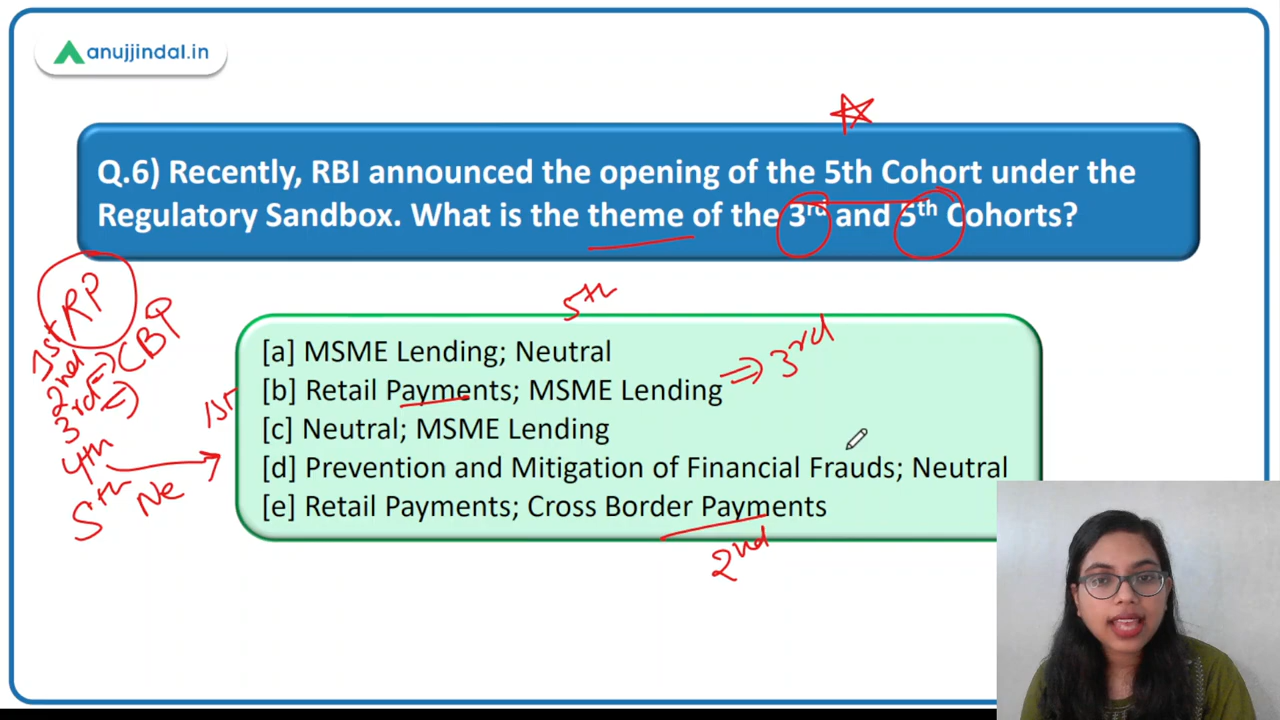 anujjindal.in
Q.6) Recently, RBI announced the opening of the 5th Cohort under the
Regulatory Sandbox. What is the theme of the 3rd and 5th Cohorts?
RP
1st
2nd => CBP
3rd =>
4th
5th Ne
5th
1st
[a] MSME Lending; Neutral
[b] Retail Payments; MSME Lending => 3rd
[c] Neutral; MSME Lending
[d] Prevention and Mitigation of Financial Frauds; Neutral
[e] Retail Payments; Cross Border Payments
2nd